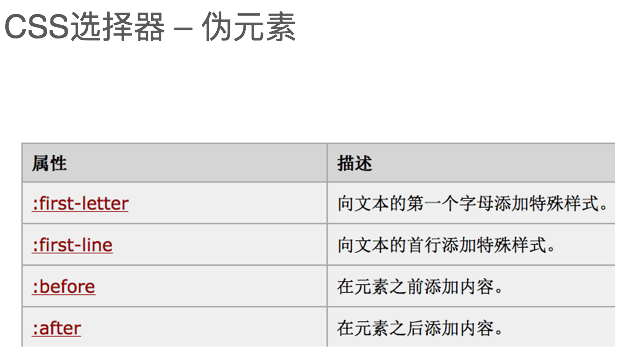 CSS选择器 – 伪元素
属性 描述
:first-letter 向文本的第一个字母添加特殊样式。
:first-line 向文本的首行添加特殊样式。
:before 在元素之前添加内容。
:after 在元素之后添加内容。